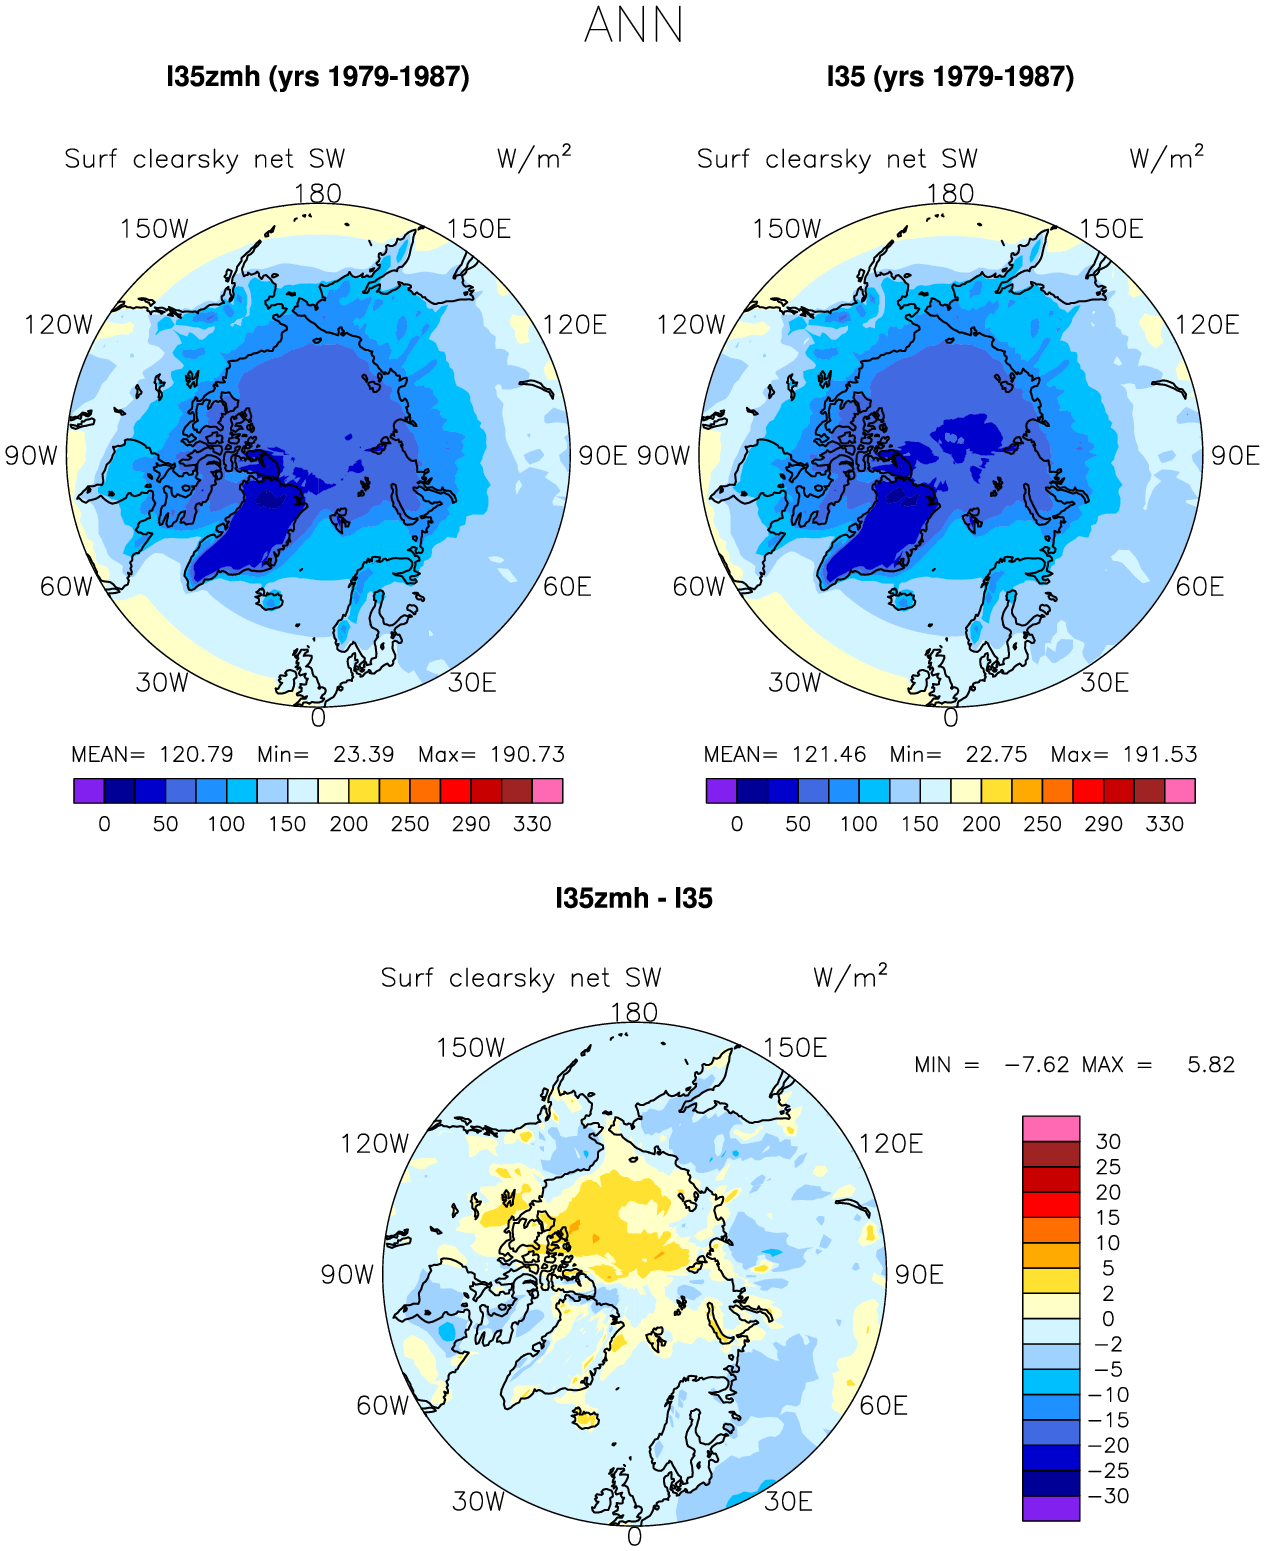 ANN
I35zmh (yrs 1979-1987)
I35 (yrs 1979-1987)
Surf clearsky net SW W/m²
Surf clearsky net SW W/m²
180
150W 150E
120W 120E
90W 90E
60W 60E
30W 30E
0
180
150W 150E
120W 120E
90W 90E
60W 60E
30W 30E
0
MEAN= 120.79 Min= 23.39 Max= 190.73
0 50 100 150 200 250 290 330
MEAN= 121.46 Min= 22.75 Max= 191.53
0 50 100 150 200 250 290 330
I35zmh - I35
Surf clearsky net SW W/m²
180
150W 150E
120W 120E
90W 90E
60W 60E
30W 30E
0
MIN = −7.62 MAX = 5.82
30
25
20
15
10
5
2
0
−2
−5
−10
−15
−20
−25
−30